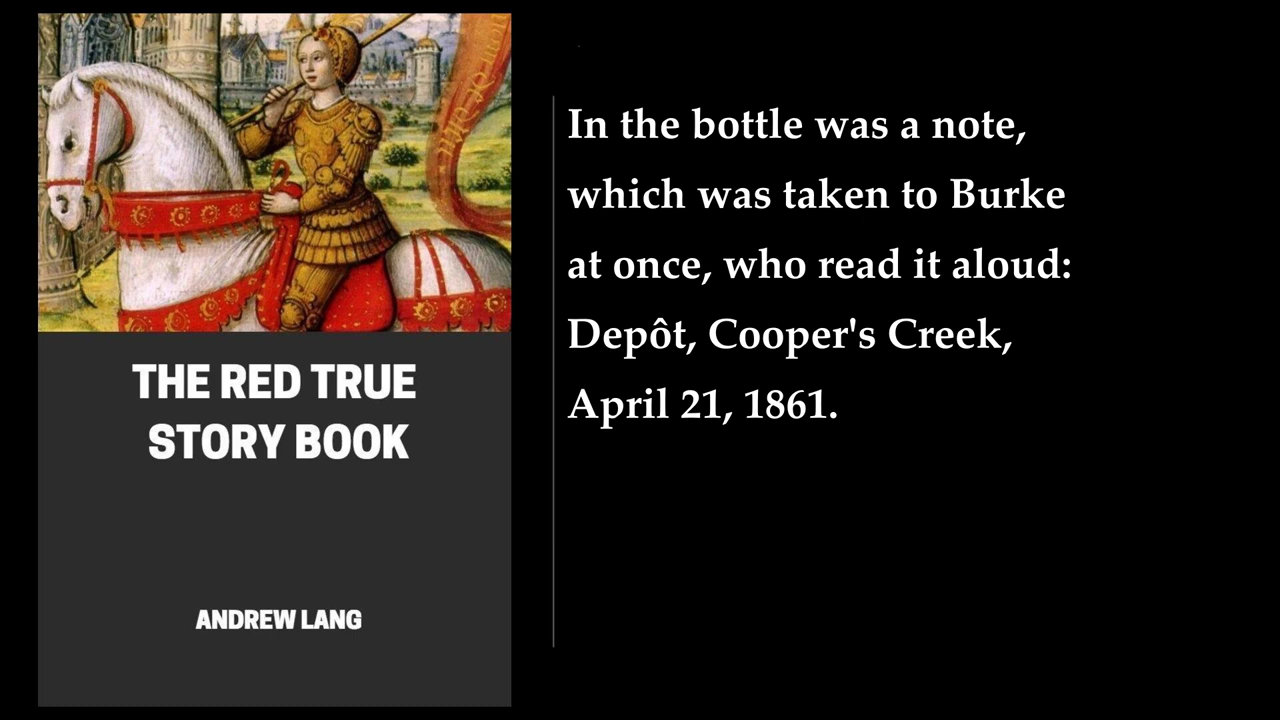 THE RED TRUE
STORY BOOK
ANDREW LANG
In the bottle was a note,
which was taken to Burke
at once, who read it aloud:
Depôt, Cooper's Creek,
April 21, 1861.